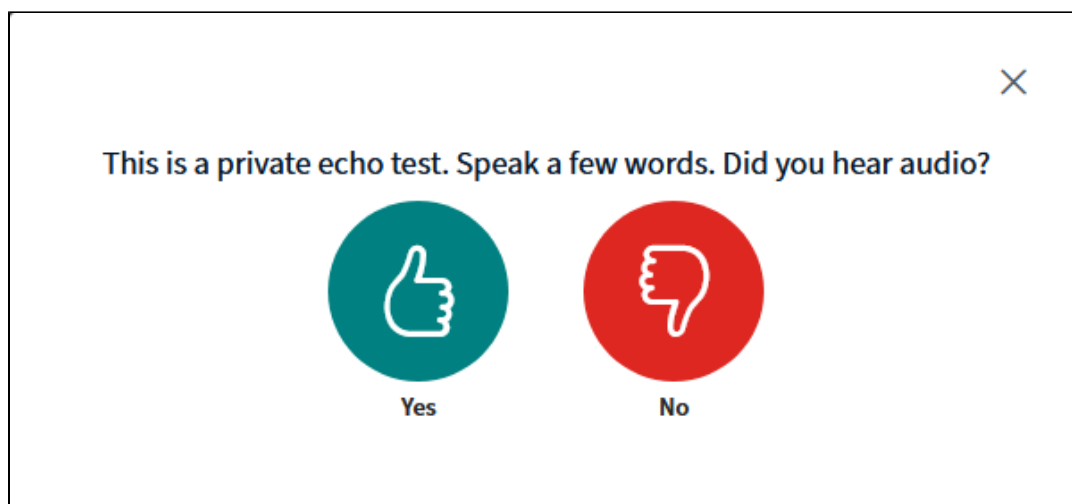 This is a private echo test. Speak a few words. Did you hear audio?
Yes
No